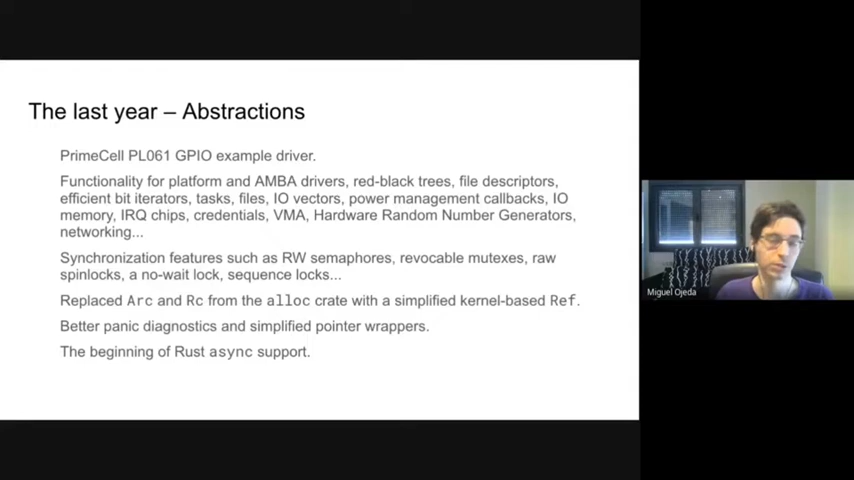 The last year – Abstractions
PrimeCell PL061 GPIO example driver.
Functionality for platform and AMBA drivers, red-black trees, file descriptors,
efficient bit iterators, tasks, files, IO vectors, power management callbacks, IO
memory, IRQ chips, credentials, VMA, Hardware Random Number Generators,
networking...
Synchronization features such as RW semaphores, revocable mutexes, raw
spinlocks, a no-wait lock, sequence locks...
Replaced Arc and Rc from the alloc crate with a simplified kernel-based Ref.
Better panic diagnostics and simplified pointer wrappers.
The beginning of Rust async support.
Miguel Ojeda